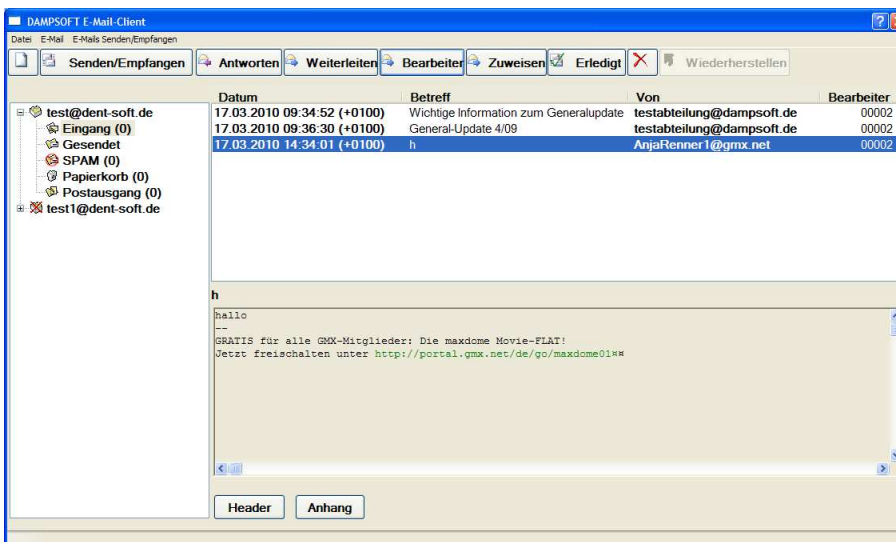 DAMPSOFT E-Mail-Client
Datei E-Mail E-Mails Senden/Empfangen
Senden/Empfangen Antworten Weiterleiten Bearbeiter Zuweisen Erledigt Wiederherstellen
Datum Betreff Von Bearbeiter
test@dent-soft.de
Eingang (0)
Gesendet
SPAM (0)
Papierkorb (0)
Postausgang (0)
test1@dent-soft.de
17.03.2010 09:34:52 (+0100) Wichtige Information zum Generalupdate testabteilung@dampsoft.de 00002
17.03.2010 09:36:30 (+0100) General-Update 4/09 testabteilung@dampsoft.de 00002
17.03.2010 14:34:01 (+0100) h AnjaRenner1@gmx.net 00002
h
hallo
--
GRATIS für alle GMX-Mitglieder: Die maxdome Movie-FLAT!
Jetzt freischalten unter http://portal.gmx.net/de/go/maxdome01¤¤
Header Anhang